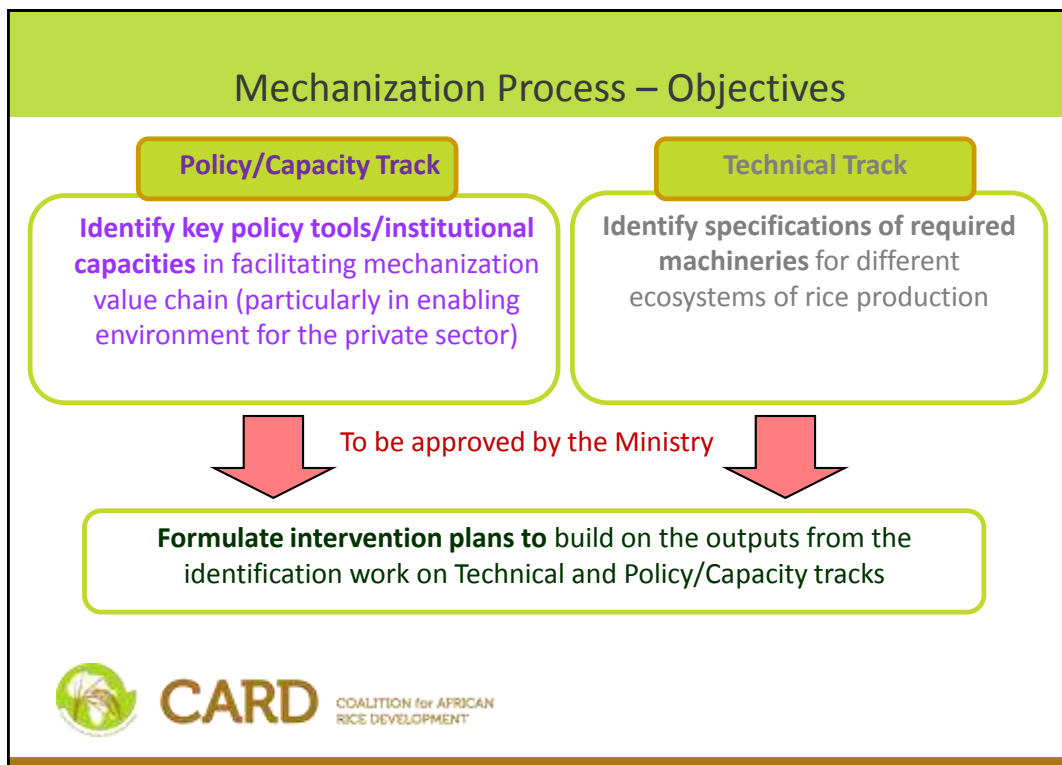 Mechanization Process – Objectives
Policy/Capacity Track
Identify key policy tools/institutional
capacities in facilitating mechanization
value chain (particularly in enabling
environment for the private sector)
Technical Track
Identify specifications of required
machineries for different
ecosystems of rice production
To be approved by the Ministry
Formulate intervention plans to build on the outputs from the
identification work on Technical and Policy/Capacity tracks
CARD
COALITION for AFRICAN
RICE DEVELOPMENT